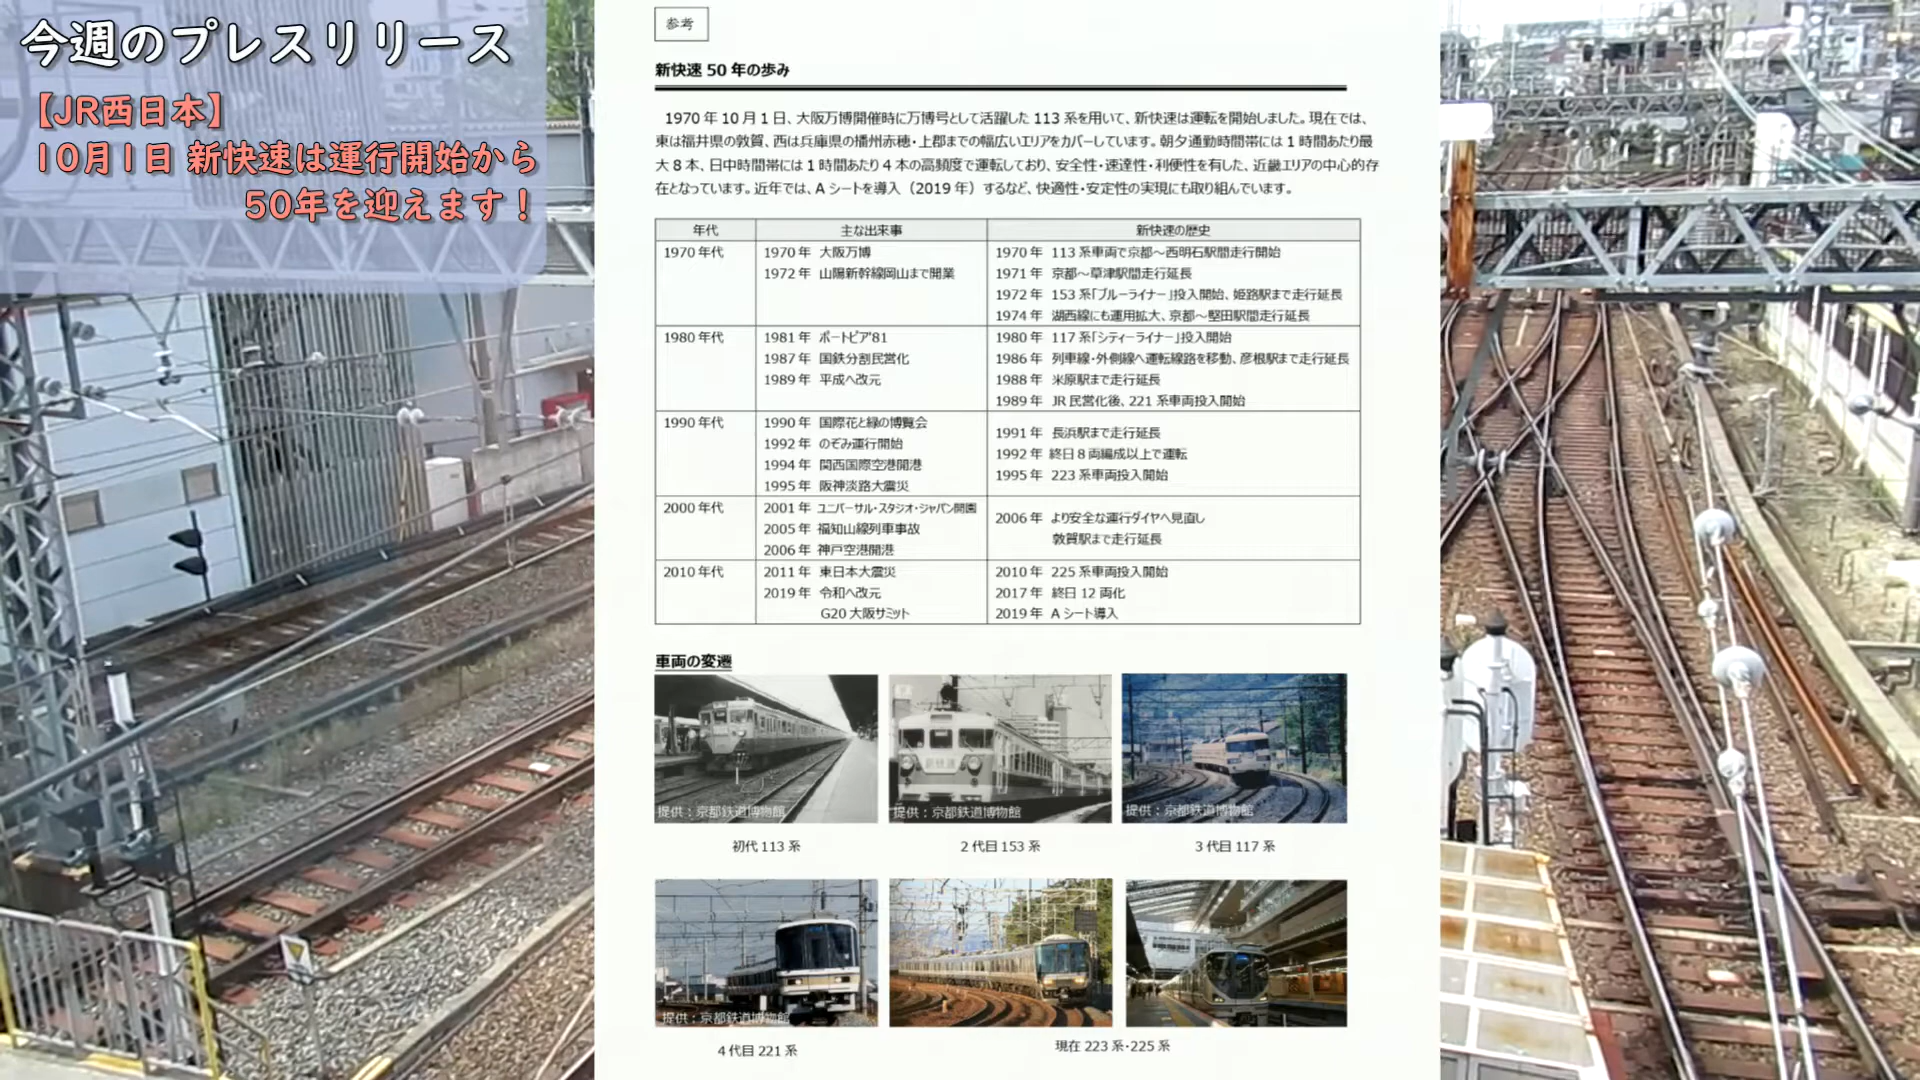 今週のプレスリリース
【JR西日本】
10月1日 新快速は運行開始から
50年を迎えます！
参考
新快速 50 年の歩み
1970 年 10 月 1 日、大阪万博開催時に万博号として活躍した 113 系を用いて、新快速は運転を開始しました。現在では、
東は福井県の敦賀、西は兵庫県の播州赤穂・上郡までの幅広いエリアをカバーしています。朝夕通勤時間帯には 1 時間あたり最
大 8 本、日中時間帯には 1 時間あたり 4 本の高頻度で運転しており、安全性・速達性・利便性を有した、近畿エリアの中心的存
在となっています。近年では、A シートを導入（2019 年）するなど、快適性・安定性の実現にも取り組んでいます。
年代 主な出来事 新快速の歴史
1970 年代
1970 年 大阪万博
1972 年 山陽新幹線岡山まで開業
1970 年 113 系車両で京都～西明石駅間走行開始
1971 年 京都～草津駅間走行延長
1972 年 153 系「ブルーライナー」投入開始、姫路駅まで走行延長
1974 年 湖西線にも運用拡大、京都～堅田駅間走行延長
1980 年代
1981 年 ポートピア'81
1987 年 国鉄分割民営化
1989 年 平成へ改元
1980 年 117 系「シティーライナー」投入開始
1986 年 列車線・外側線へ運転線路を移動、彦根駅まで走行延長
1988 年 米原駅まで走行延長
1989 年 JR 民営化後、221 系車両投入開始
1990 年代
1990 年 国際花と緑の博覧会
1992 年 のぞみ運行開始
1994 年 関西国際空港開港
1995 年 阪神淡路大震災
1991 年 長浜駅まで走行延長
1992 年 終日 8 両編成以上で運転
1995 年 223 系車両投入開始
2000 年代
2001 年 ユニバーサル・スタジオ・ジャパン開園
2005 年 福知山線列車事故
2006 年 神戸空港開港
2006 年 より安全な運行ダイヤへ見直し
敦賀駅まで走行延長
2010 年代
2011 年 東日本大震災
2019 年 令和へ改元
G20 大阪サミット
2010 年 225 系車両投入開始
2017 年 終日 12 両化
2019 年 A シート導入
車両の変遷
提供：京都鉄道博物館
新快速
提供：京都鉄道博物館
提供：京都鉄道博物館
初代 113 系
2 代目 153 系
3 代目 117 系
提供：京都鉄道博物館
4 代目 221 系
現在 223 系・225 系